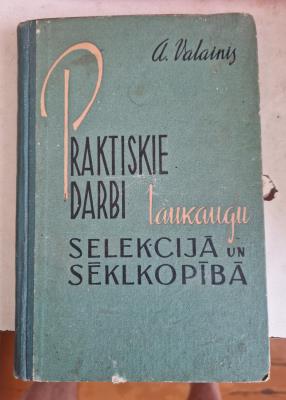 A. Valainis
PRAKTISKIE
DARBI laukaugu
SELEKCIJĀ UN
SĒKLKOPĪBĀ